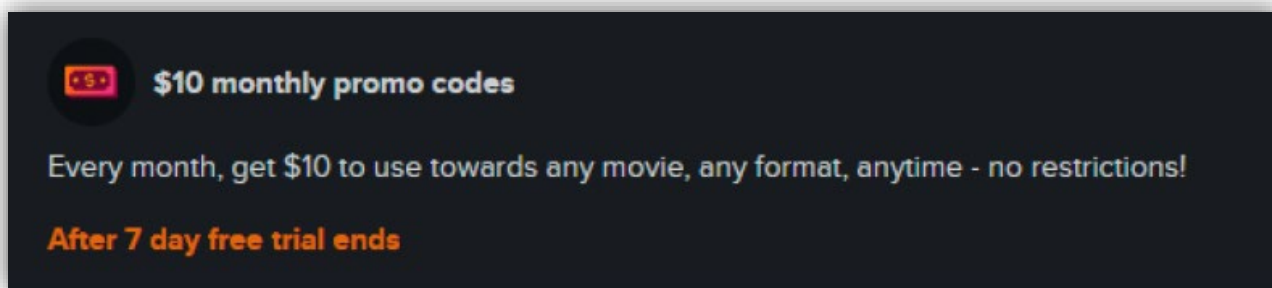 $10 monthly promo codes
Every month, get $10 to use towards any movie, any format, anytime - no restrictions!
After 7 day free trial ends